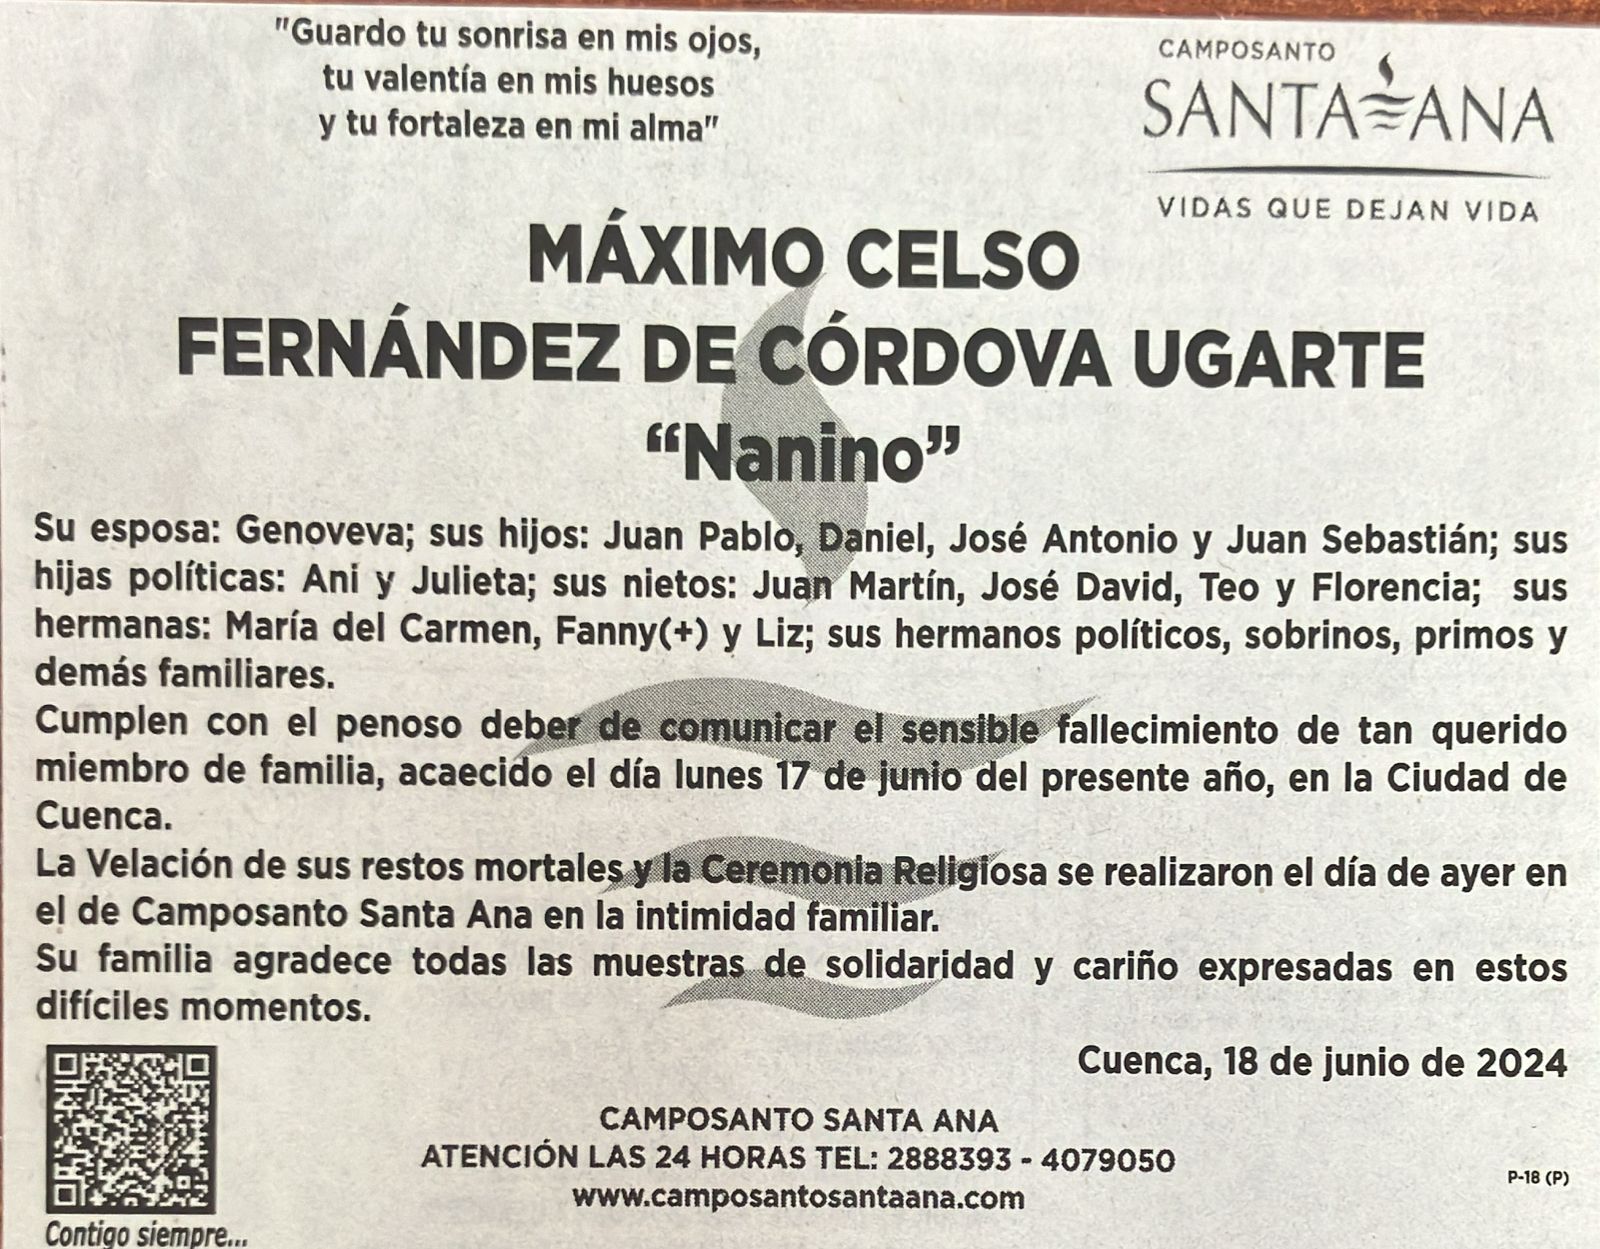 "Guardo tu sonrisa en mis ojos,
tu valentía en mis huesos
y tu fortaleza en mi alma"
CAMPOSANTO
SANTA ANA
VIDAS QUE DEJAN VIDA
MÁXIMO CELSO
FERNÁNDEZ DE CÓRDOVA UGARTE
“Nanino”
Su esposa: Genoveva; sus hijos: Juan Pablo, Daniel, José Antonio y Juan Sebastián; sus
hijas políticas: Ani y Julieta; sus nietos: Juan Martín, José David, Teo y Florencia; sus
hermanas: María del Carmen, Fanny(+) y Liz; sus hermanos políticos, sobrinos, primos y
demás familiares.
Cumplen con el penoso deber de comunicar el sensible fallecimiento de tan querido
miembro de familia, acaecido el día lunes 17 de junio del presente año, en la Ciudad de
Cuenca.
La Velación de sus restos mortales y la Ceremonia Religiosa se realizaron el día de ayer en
el de Camposanto Santa Ana en la intimidad familiar.
Su familia agradece todas las muestras de solidaridad y cariño expresadas en estos
difíciles momentos.
Cuenca, 18 de junio de 2024
CAMPOSANTO SANTA ANA
ATENCIÓN LAS 24 HORAS TEL: 2888393 - 4079050
www.camposantosantaana.com
P-18 (P)
Contigo siempre...